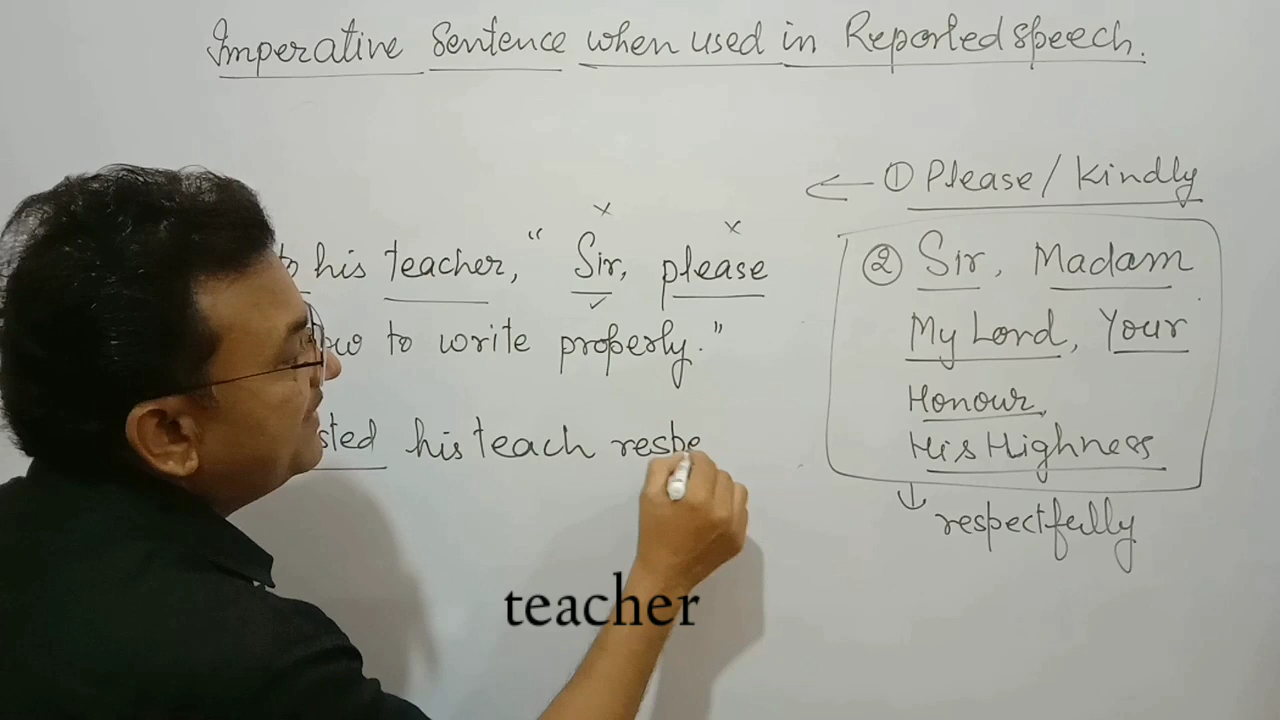 Imperative Sentence when used in Reported speech.
← ① Please / Kindly
his teacher, “ Sir, please
to write properly.”
his teach respe
② Sir, Madam
My Lord, Your
Honour,
His Highness
↓ respectfully
teacher